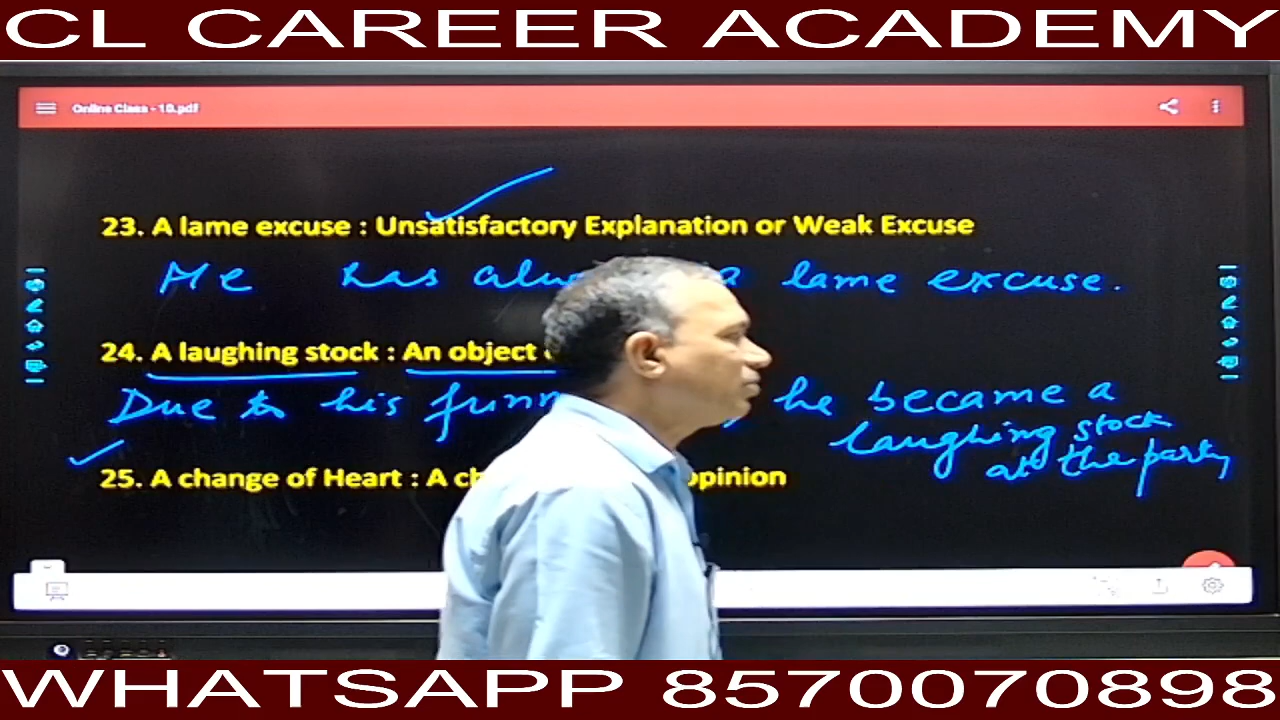 CL CAREER ACADEMY
Online Class - 10.pdf
23. A lame excuse : Unsatisfactory Explanation or Weak Excuse
He has a lame excuse.
24. A laughing stock : An object
Due to his he became a
laughing stock
at the party
25. A change of Heart : A opinion
WHATSAPP 8570070898